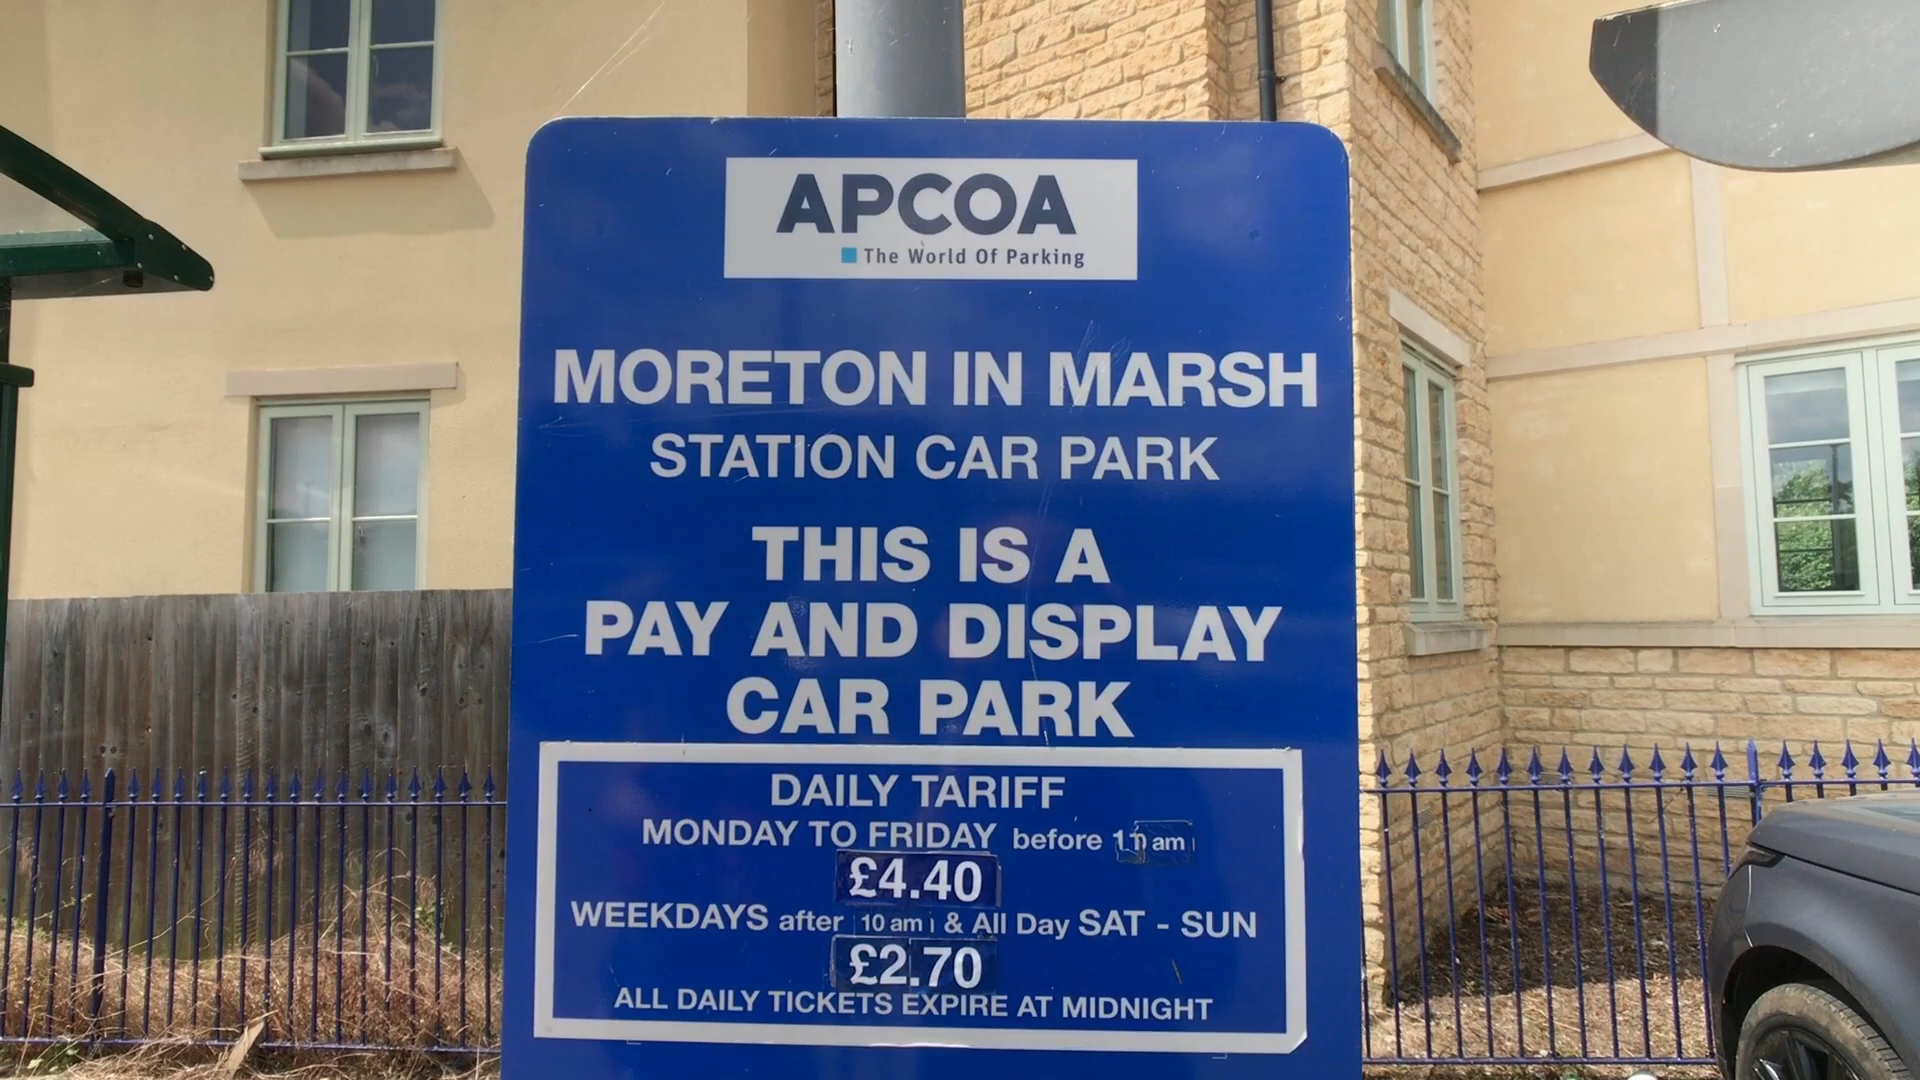 APCOA
The World Of Parking
MORETON IN MARSH
STATION CAR PARK
THIS IS A
PAY AND DISPLAY
CAR PARK
DAILY TARIFF
MONDAY TO FRIDAY before am
£4.40
WEEKDAYS after 10 am & All Day SAT - SUN
£2.70
ALL DAILY TICKETS EXPIRE AT MIDNIGHT